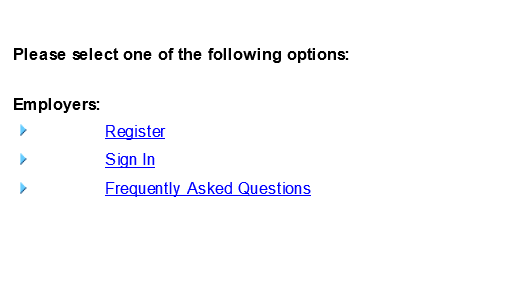 Please select one of the following options:
Employers:
Register
Sign In
Frequently Asked Questions